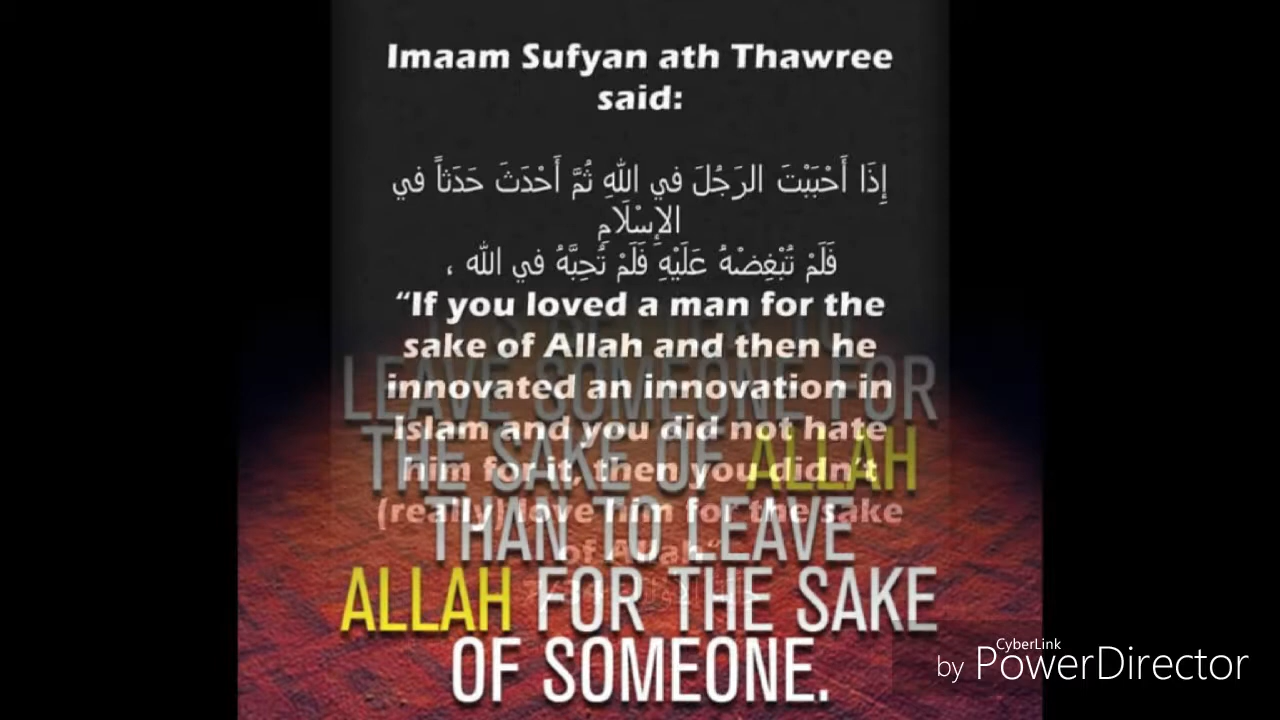 Imaam Sufyan ath Thawree
said:
إِذَا أَحْبَبْتَ الرَجُلَ في اللهِ ثُمَّ أَحْدَثَ حَدَثاً في
الإِسْلَامِ
فَلَمْ تُبْغِضْهُ عَلَيْهِ فَلَمْ تُحِبَّهُ في الله ،
“If you loved a man for the
sake of Allah and then he
innovated an innovation in
islam and you did not hate
him for it, then you didn't
(really) love him for the sake
of Allah”
LEAVE SOMEONE FOR
THE SAKE OF ALLAH
THAN TO LEAVE
ALLAH FOR THE SAKE
OF SOMEONE.
CyberLink
by PowerDirector